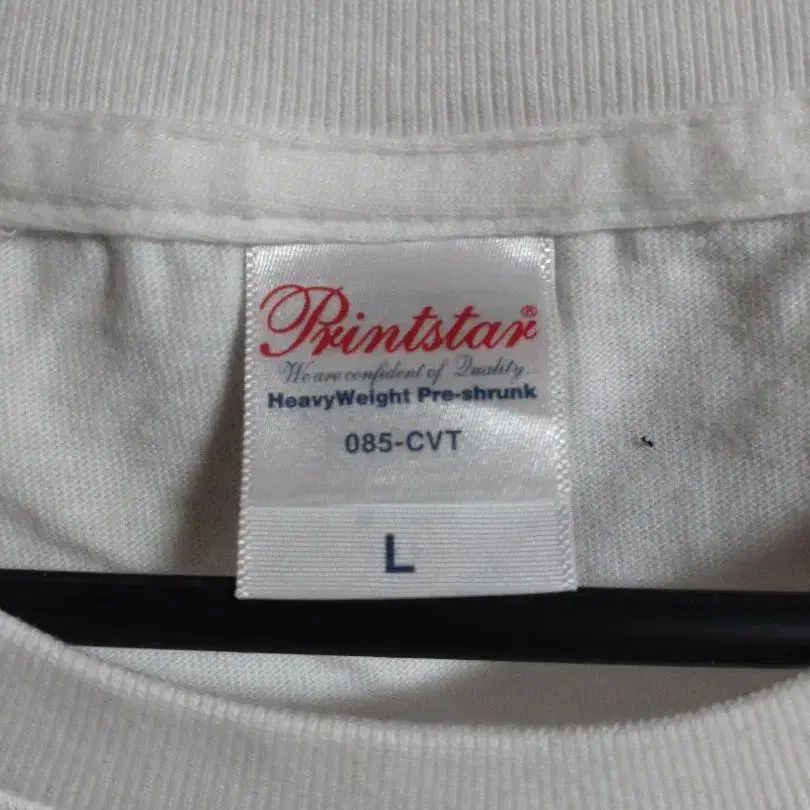 Printstar®
We are confident of Quality.
HeavyWeight Pre-shrunk
085-CVT
L